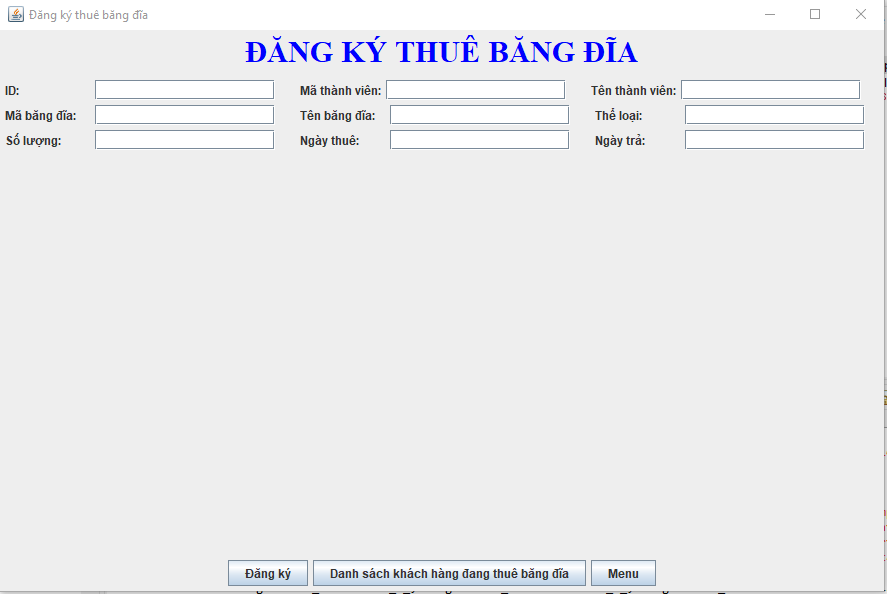 Đăng ký thuê băng đĩa
ĐĂNG KÝ THUÊ BĂNG ĐĨA
ID: Mã thành viên: Tên thành viên:
Mã băng đĩa: Tên băng đĩa: Thể loại:
Số lượng: Ngày thuê: Ngày trả:
Đăng ký Danh sách khách hàng đang thuê băng đĩa Menu